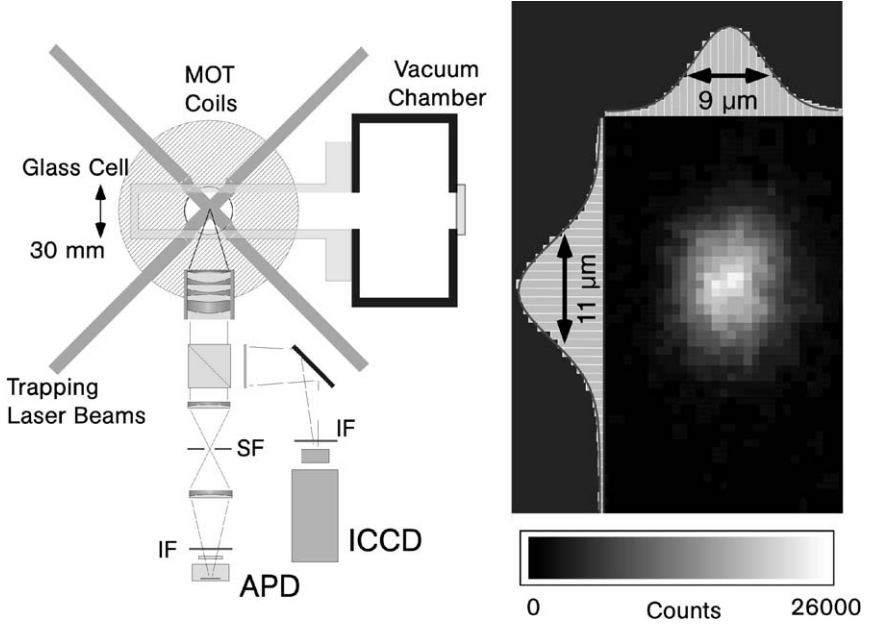 MOT
Coils
Vacuum
Chamber
Glass Cell
30 mm
Trapping
Laser Beams
IF
SF
IF
ICCD
APD
9 µm
11 µm
0
Counts
26000